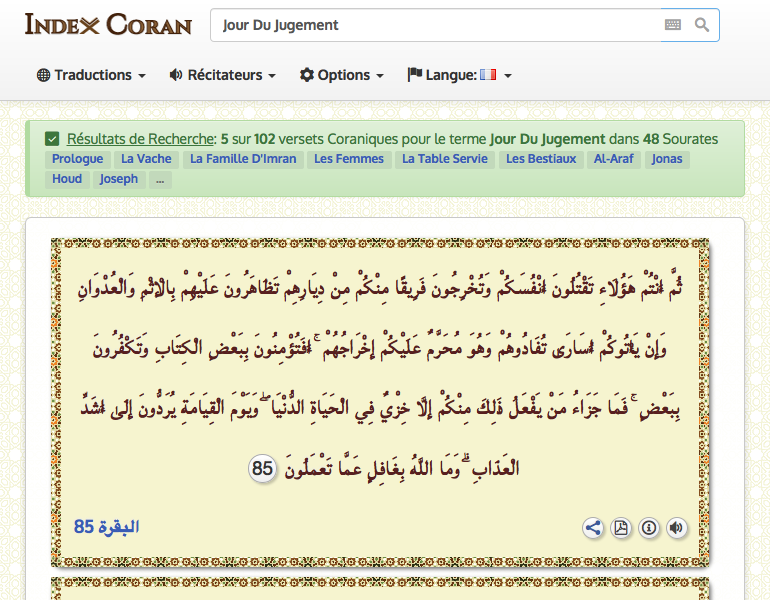 Index Coran
Jour Du Jugement
Traductions Récitateurs Options Langue:
Résultats de Recherche: 5 sur 102 versets Coraniques pour le terme Jour Du Jugement dans 48 Sourates
Prologue La Vache La Famille D'Imran Les Femmes La Table Servie Les Bestiaux Al-Araf Jonas
Houd Joseph ...
ثُمَّ أَنْتُمْ هَؤُلَاءِ تَقْتُلُونَ أَنْفُسَكُمْ وَتُخْرِجُونَ فَرِيقًا مِنْكُمْ مِنْ دِيَارِهِمْ تَظَاهَرُونَ عَلَيْهِمْ بِالْإِثْمِ وَالْعُدْوَانِ
وَإِنْ يَأْتُوكُمْ أُسَارَى تُفَادُوهُمْ وَهُوَ مُحَرَّمٌ عَلَيْكُمْ إِخْرَاجُهُمْ ۚ أَفَتُؤْمِنُونَ بِبَعْضِ الْكِتَابِ وَتَكْفُرُونَ
بِبَعْضٍ ۚ فَمَا جَزَاءُ مَنْ يَفْعَلُ ذَلِكَ مِنْكُمْ إِلَّا خِزْيٌ فِي الْحَيَاةِ الدُّنْيَا ۖ وَيَوْمَ الْقِيَامَةِ يُرَدُّونَ إِلَى أَشَدِّ
الْعَذَابِ ۗ وَمَا اللَّهُ بِغَافِلٍ عَمَّا تَعْمَلُونَ 85
البقرة 85